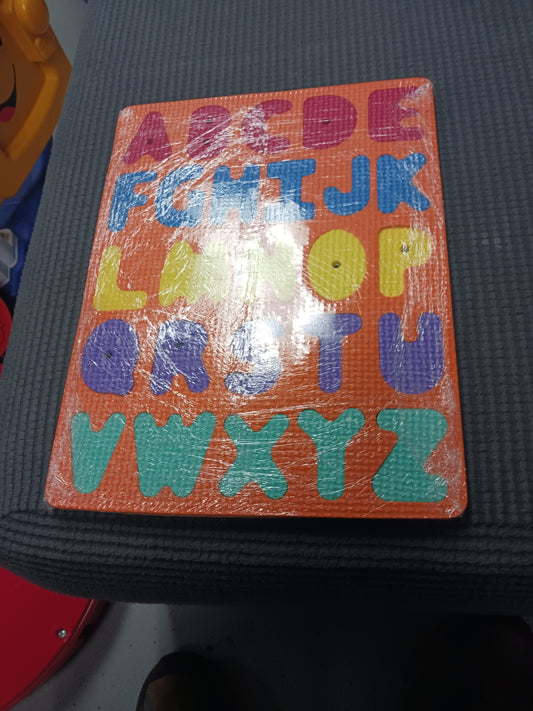 ABCDE
FGHIJK
LMNOP
QRSTU
VWXYZ